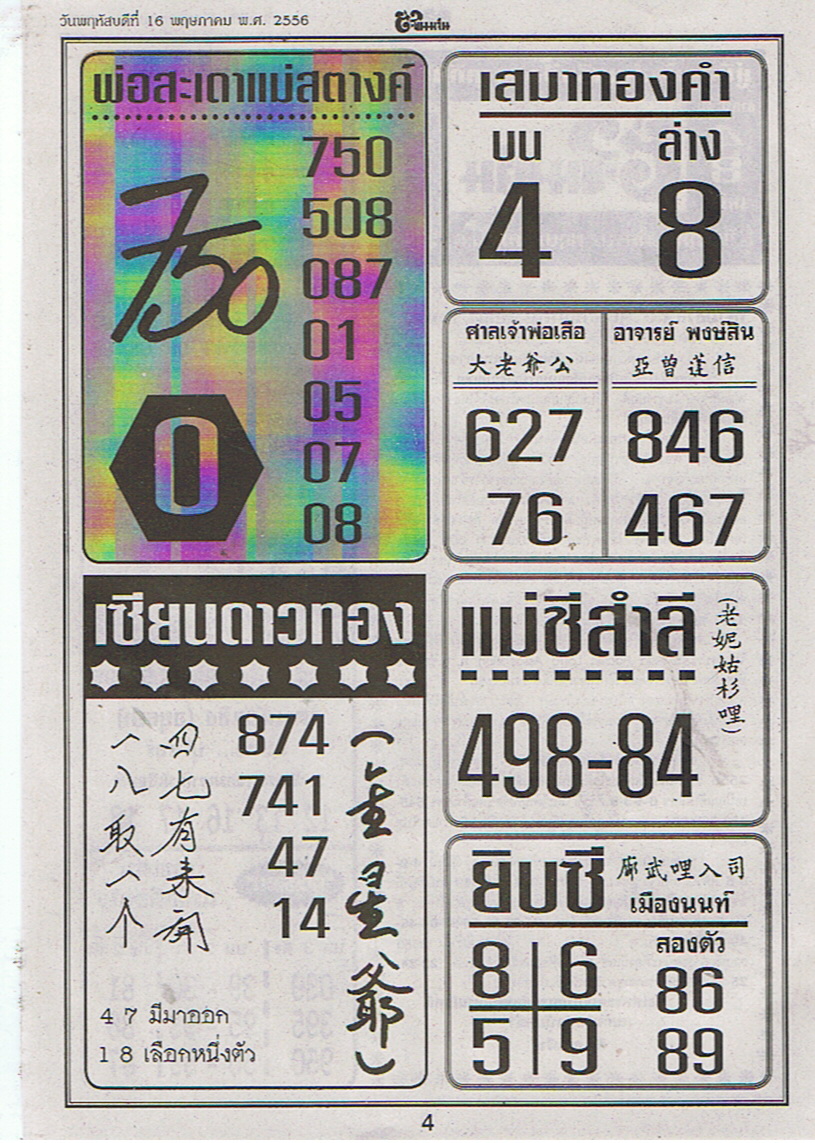 วันพฤหัสบดีที่ 16 พฤษภาคม พ.ศ. 2556
พ่อสะเดาแม่สตางค์
750
750
508
087
01
05
07
08
0
เสมาทองคำ
บน ล่าง
4 8
ศาลเจ้าพ่อเสือ
大老爺公
627
76
อาจารย์ พงษ์สิน
亞曾蓬信
846
467
เซียนดาวทอง
874
741
47
14
四七有来開
一八取一个
(金星爺)
4 7 มีมาออก
1 8 เลือกหนึ่งตัว
แม่ชีสำลี
(老妮姑杉哩)
498-84
ยิบซี
廊武哩入司
เมืองนนท์
8 6
5 9
สองตัว
86
89
4